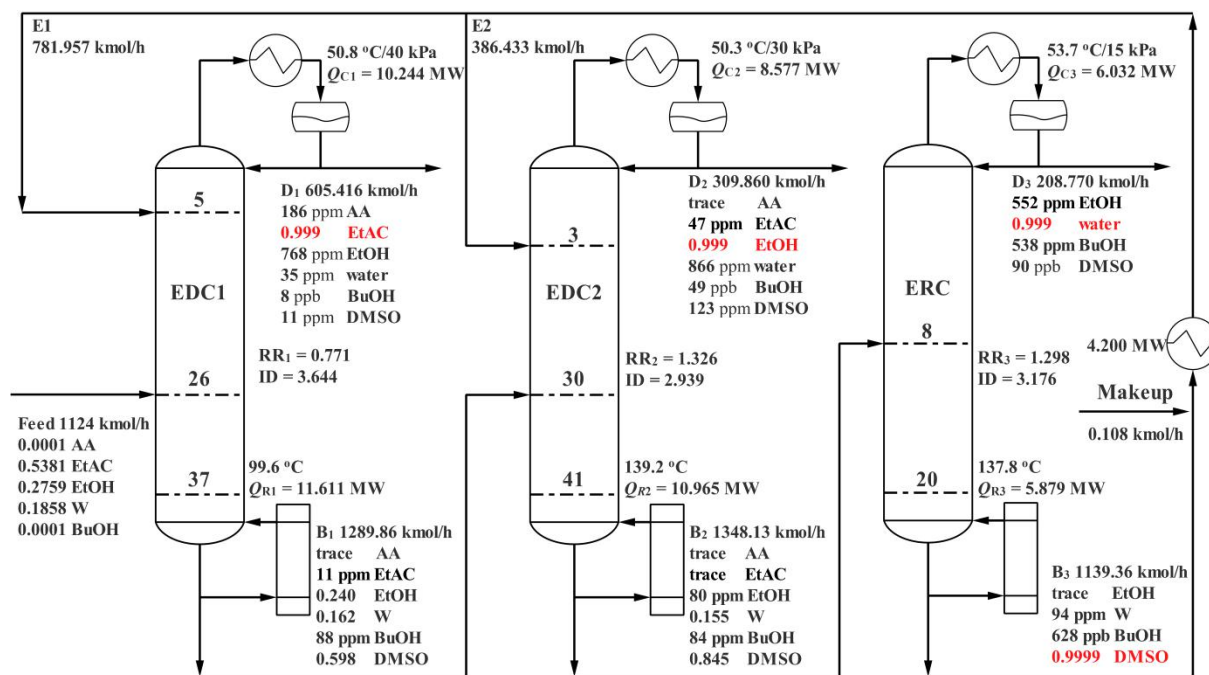 E1
781.957 kmol/h
50.8 °C/40 kPa
QC1 = 10.244 MW
D1 605.416 kmol/h
186 ppm AA
0.999 EtAC
768 ppm EtOH
35 ppm water
8 ppb BuOH
11 ppm DMSO
5
EDC1
RR1 = 0.771
ID = 3.644
26
Feed 1124 kmol/h
0.0001 AA
0.5381 EtAC
0.2759 EtOH
0.1858 W
0.0001 BuOH
37
99.6 °C
QR1 = 11.611 MW
B1 1289.86 kmol/h
trace AA
11 ppm EtAC
0.240 EtOH
0.162 W
88 ppm BuOH
0.598 DMSO
E2
386.433 kmol/h
50.3 °C/30 kPa
QC2 = 8.577 MW
D2 309.860 kmol/h
trace AA
47 ppm EtAC
0.999 EtOH
866 ppm water
49 ppb BuOH
123 ppm DMSO
3
EDC2
RR2 = 1.326
ID = 2.939
30
41
139.2 °C
QR2 = 10.965 MW
B2 1348.13 kmol/h
trace AA
trace EtAC
80 ppm EtOH
0.155 W
84 ppm BuOH
0.845 DMSO
53.7 °C/15 kPa
QC3 = 6.032 MW
D3 208.770 kmol/h
552 ppm EtOH
0.999 water
538 ppm BuOH
90 ppb DMSO
ERC
8
RR3 = 1.298
ID = 3.176
4.200 MW
Makeup
0.108 kmol/h
20
137.8 °C
QR3 = 5.879 MW
B3 1139.36 kmol/h
trace EtOH
94 ppm W
628 ppb BuOH
0.9999 DMSO